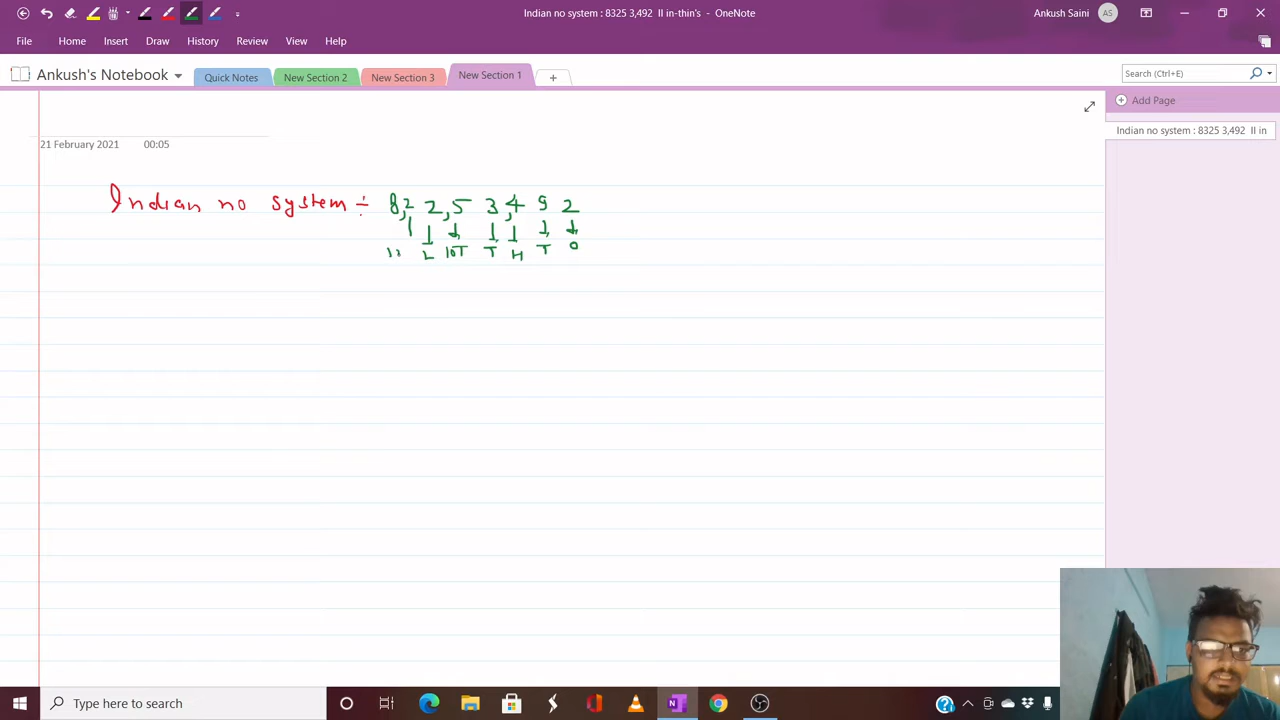 Indian no system : 8325 3,492 II in-thin's - OneNote
Ankush Saini AS
File Home Insert Draw History Review View Help
Ankush's Notebook Quick Notes New Section 2 New Section 3 New Section 1 +
Search (Ctrl+E)
Add Page
Indian no system : 8325 3,492 II in
21 February 2021 00:05
Indian no system ÷ 8,2 2,5 3,4 9 2
L 10T T H T O
Type here to search